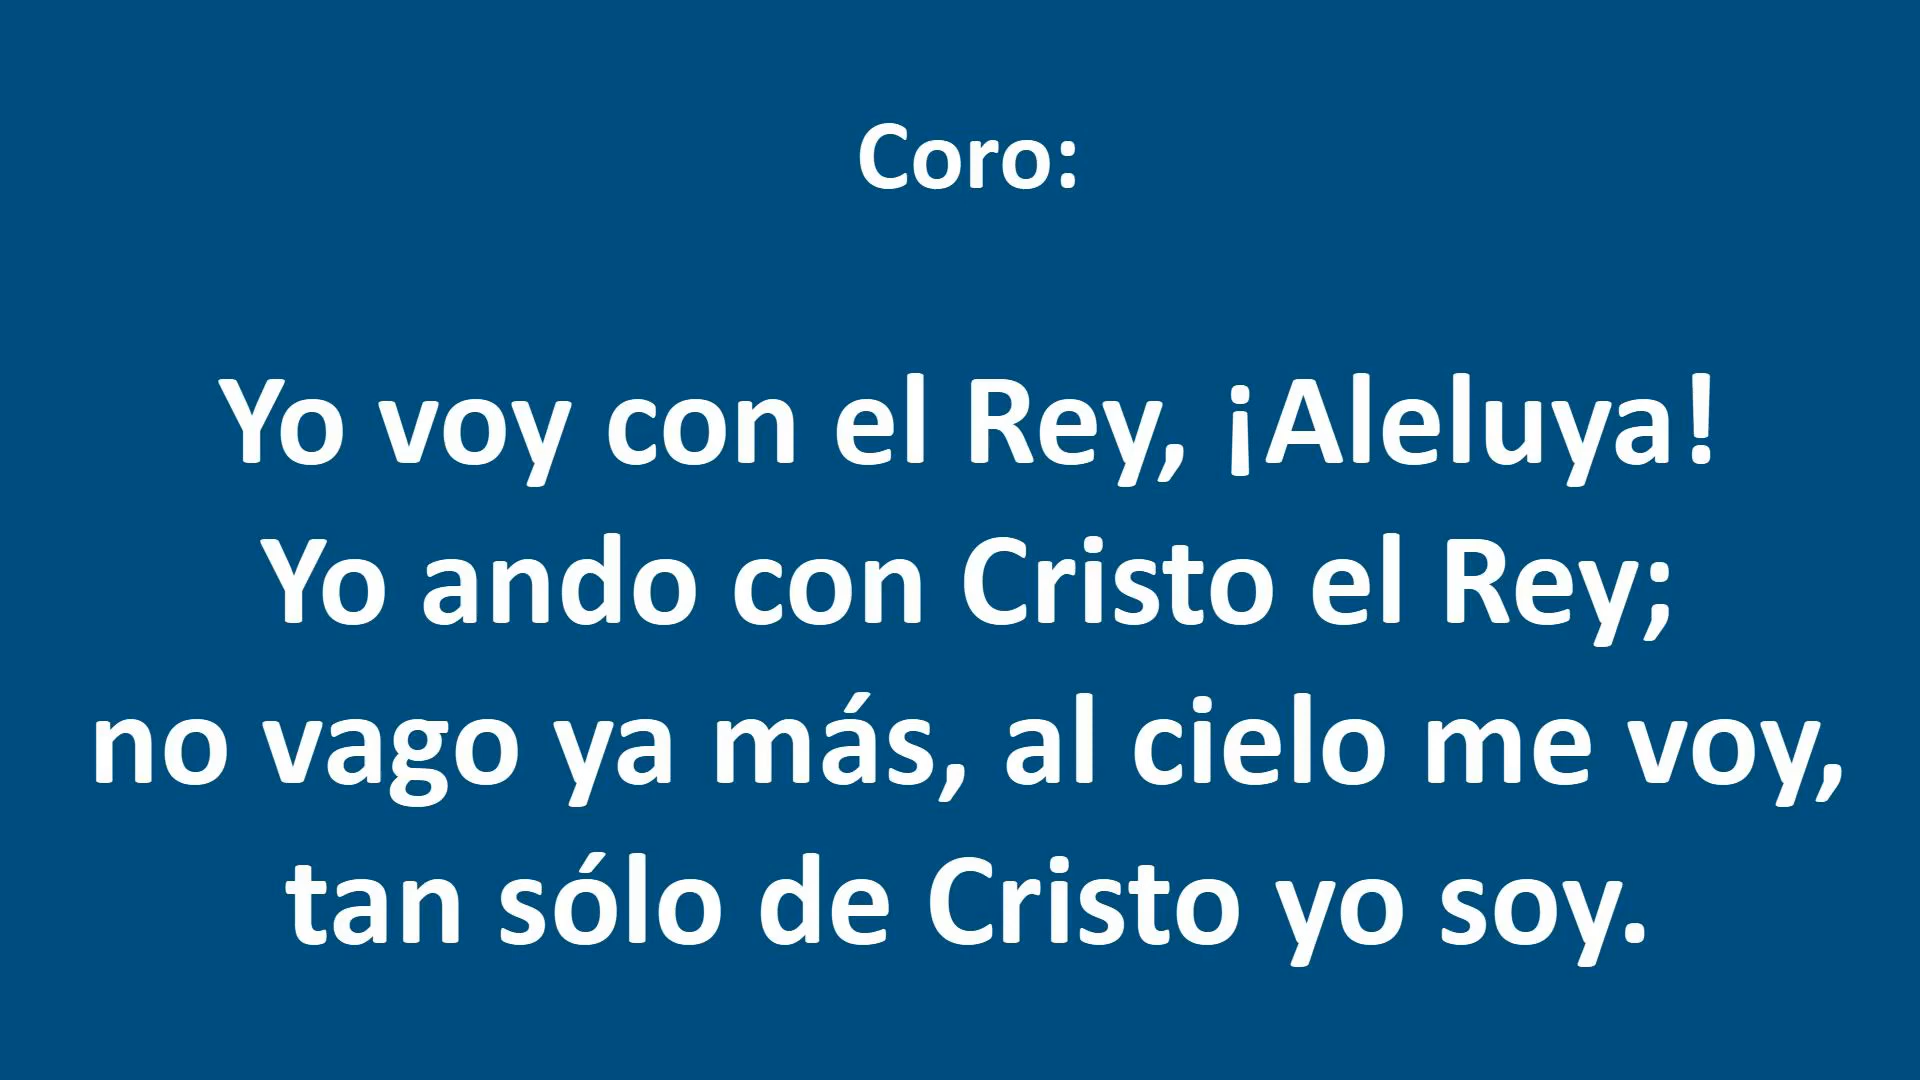 Coro:
Yo voy con el Rey, ¡Aleluya!
Yo ando con Cristo el Rey;
no vago ya más, al cielo me voy,
tan sólo de Cristo yo soy.